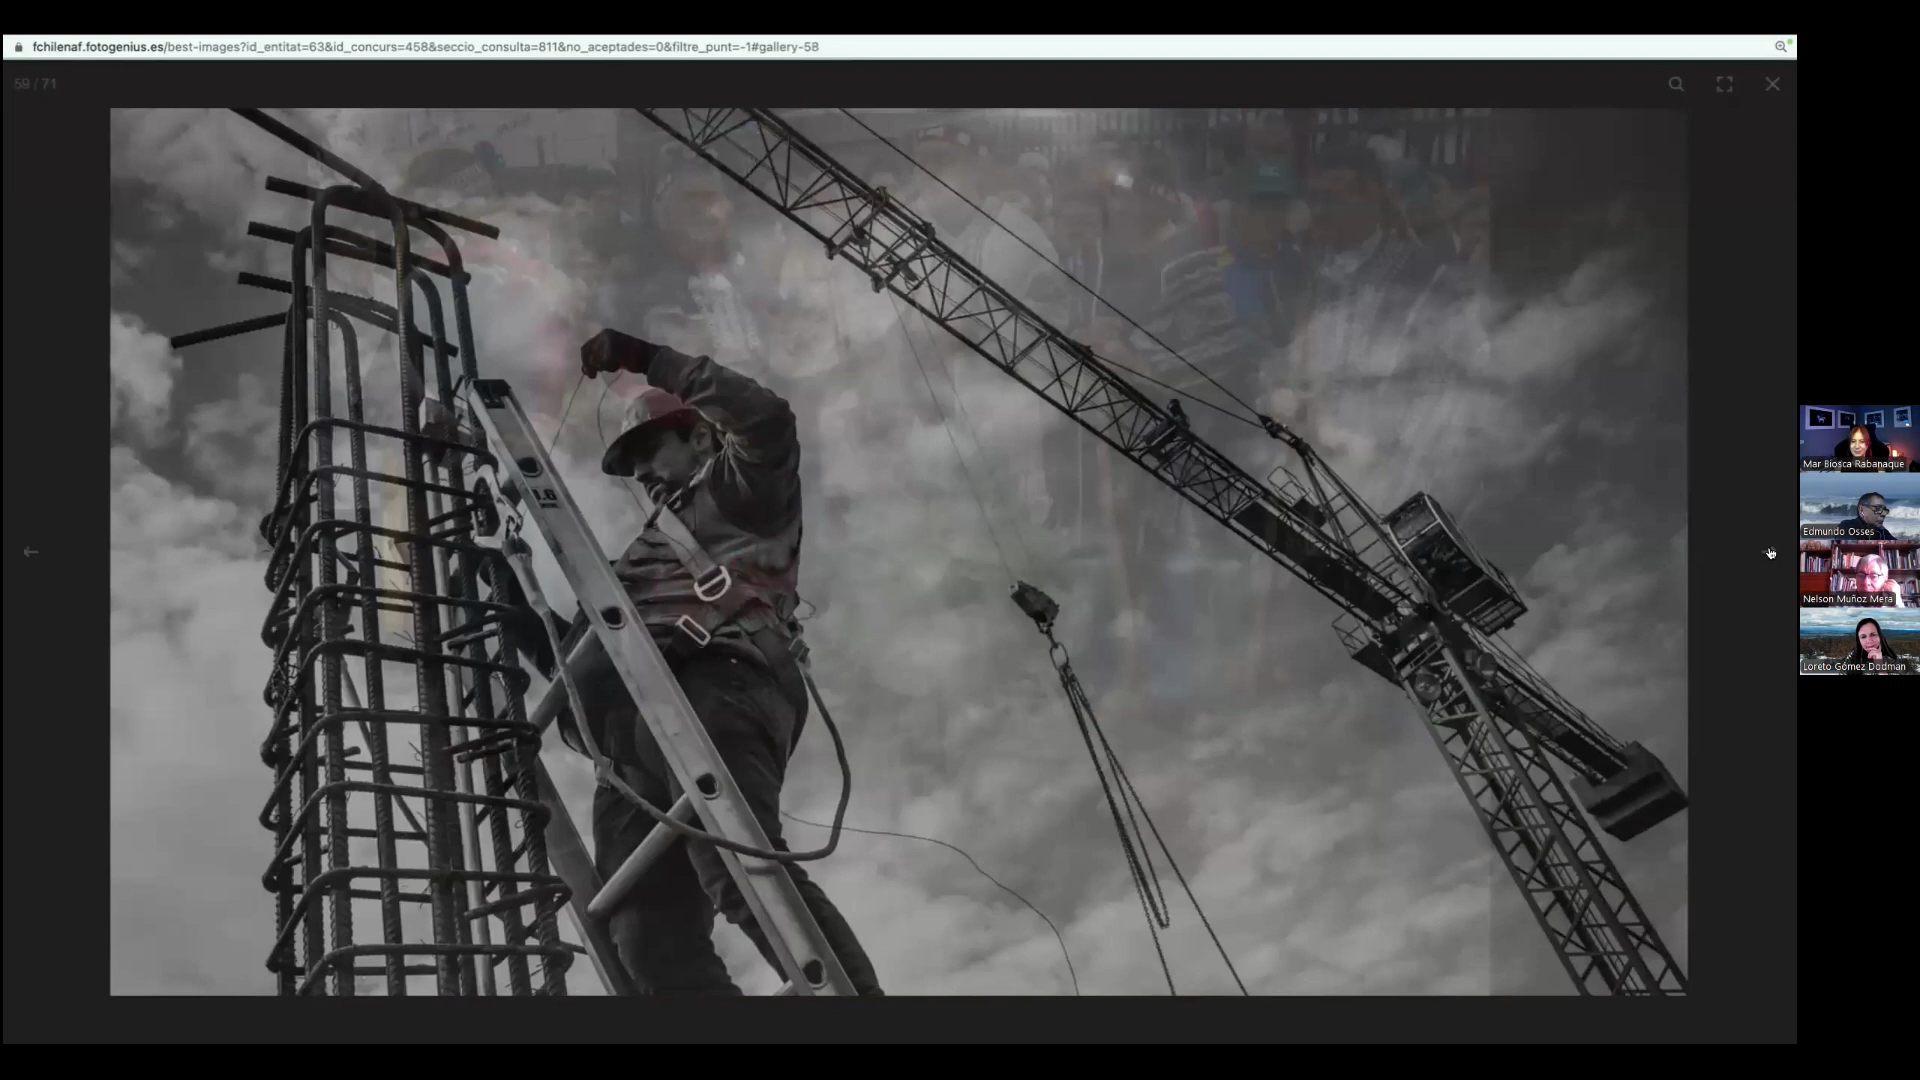 fchilenaf.fotogenius.es/best-images?id_entitat=63&id_concurs=458&seccio_consulta=811&no_aceptades=0&filtre_punt=-1#gallery-58
59 / 71
Mar Biosca Rabanaque
Edmundo Osses
Nelson Muñoz Mera
Loreto Gómez Dodman